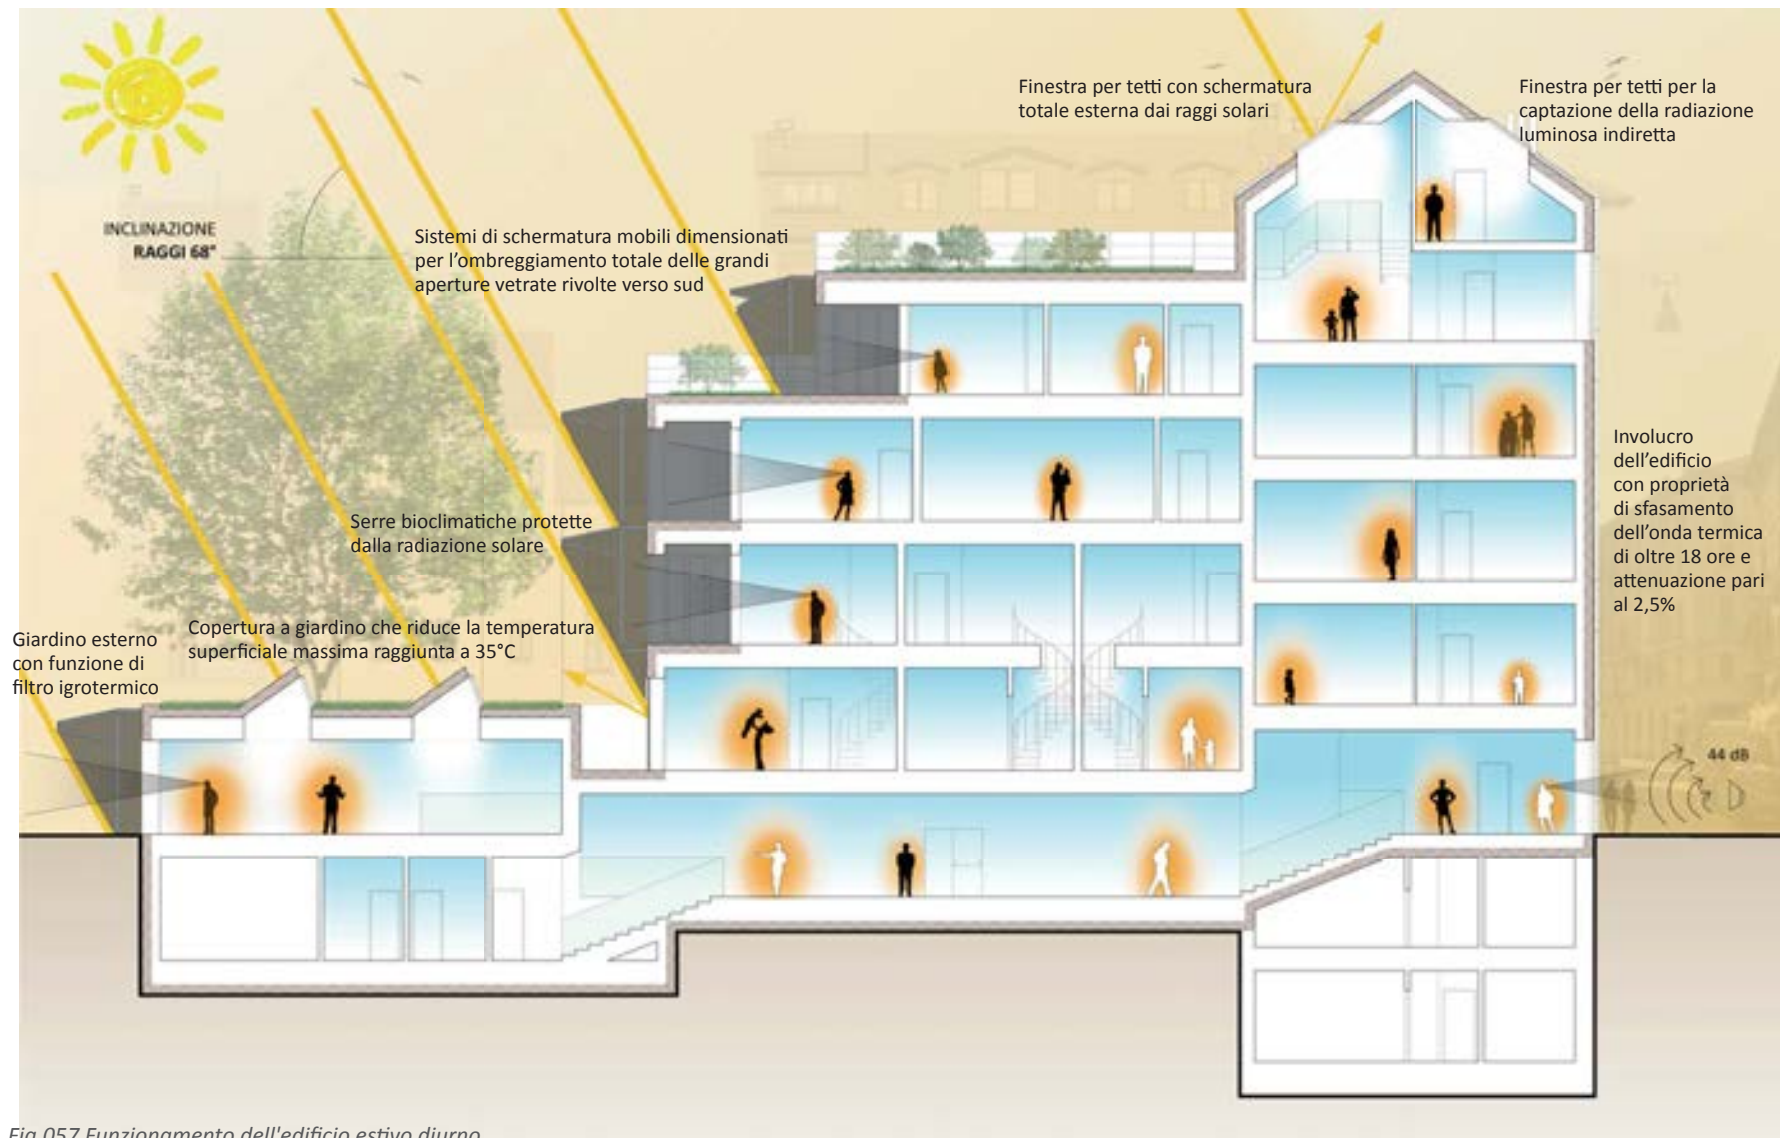 Finestra per tetti con schermatura
totale esterna dai raggi solari
Finestra per tetti per la
captazione della radiazione
luminosa indiretta
INCLINAZIONE
RAGGI 68°
Sistemi di schermatura mobili dimensionati
per l'ombreggiamento totale delle grandi
aperture vetrate rivolte verso sud
Involucro
dell'edificio
con proprietà
di sfasamento
dell'onda termica
di oltre 18 ore e
attenuazione pari
al 2,5%
Serre bioclimatiche protette
dalla radiazione solare
Giardino esterno
con funzione di
filtro igrotermico
Copertura a giardino che riduce la temperatura
superficiale massima raggiunta a 35°C
44 dB
Fig.057 Funzionamento dell'edificio estivo diurno